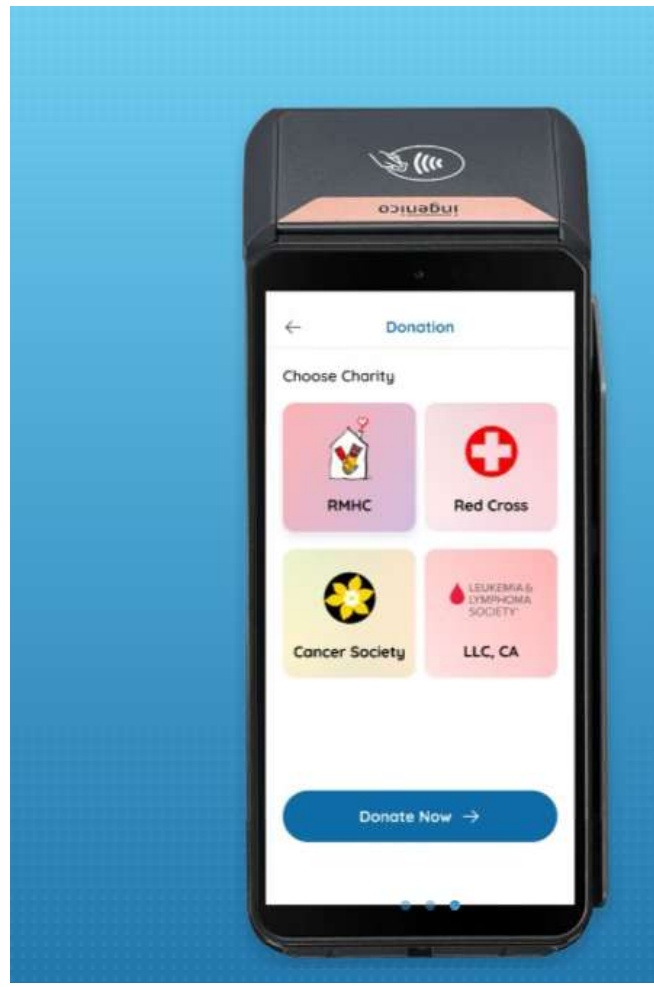 ingenico
Donation
Choose Charity
RMHC
Red Cross
LEUKEMIA &
LYMPHOMA
SOCIETY
Cancer Society
LLC, CA
Donate Now